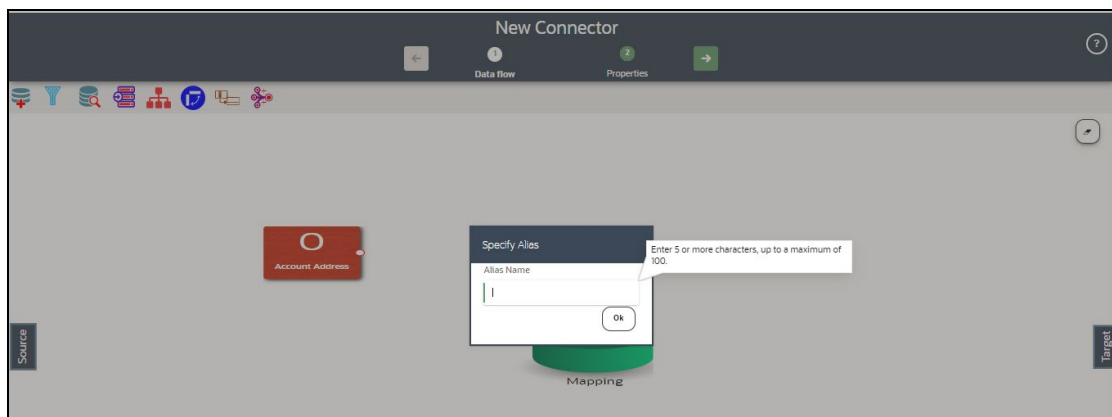 New Connector
?
1
2
Data flow
Properties
Account Address
Specify Alias
Enter 5 or more characters, up to a maximum of
100.
Alias Name
Ok
Source
Target
Mapping